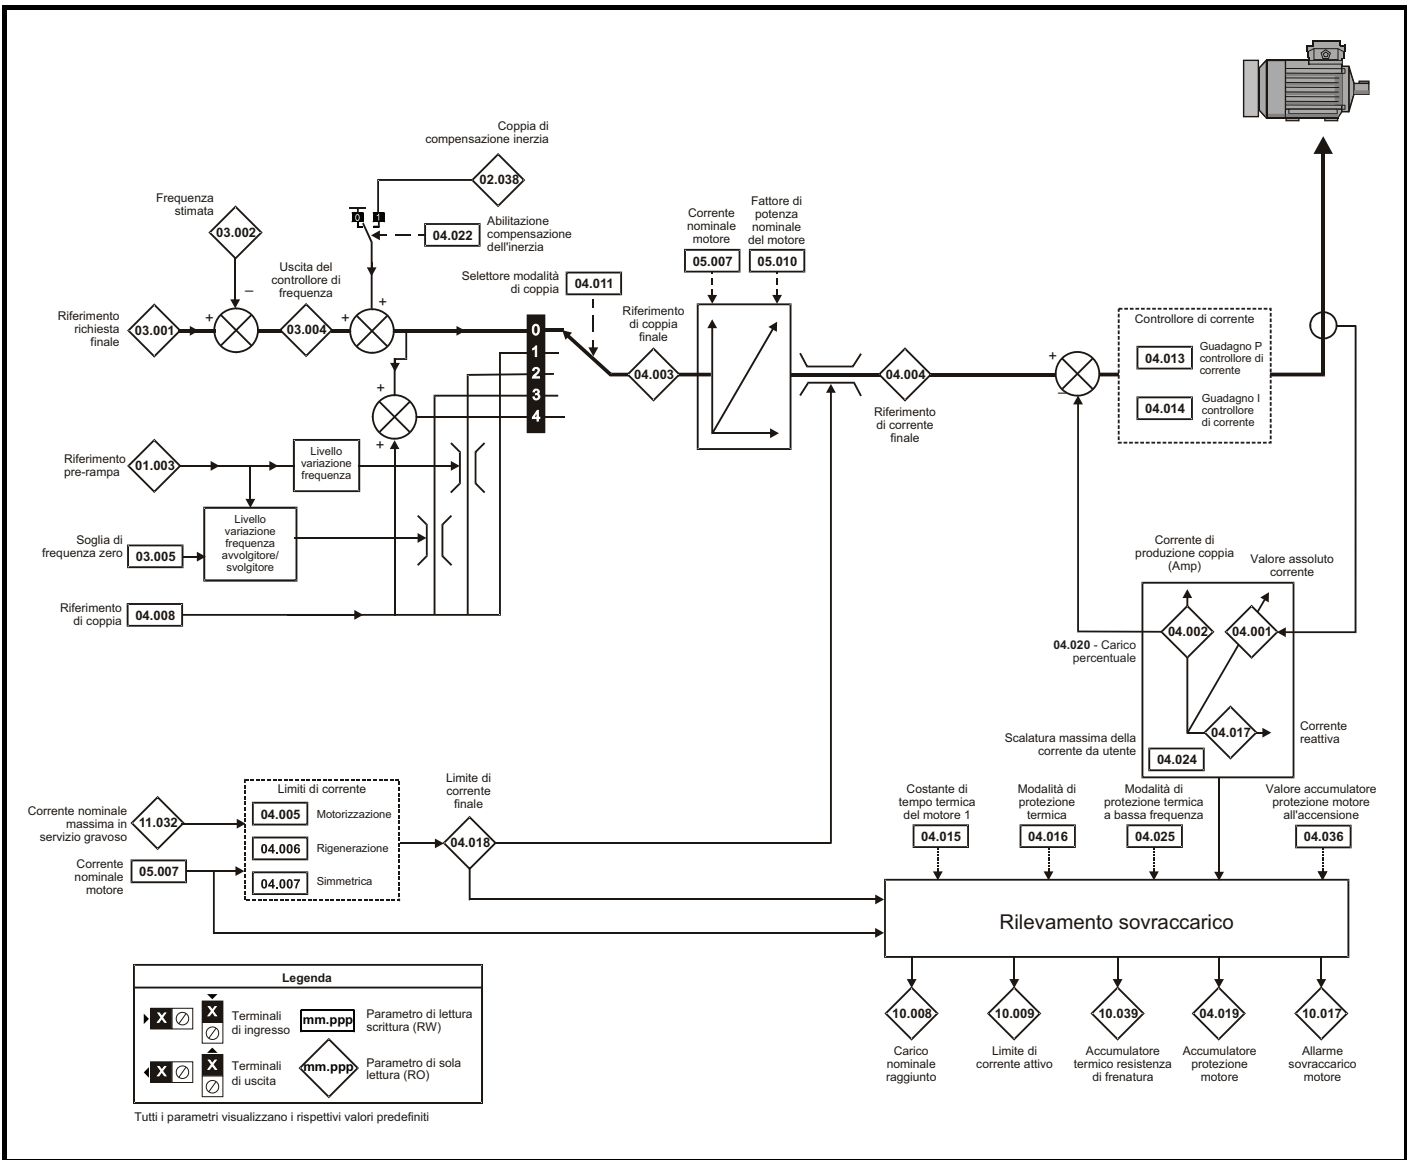 Coppia di
compensazione inerzia
02.038
Frequenza
stimata
03.002
0 1
04.022
Abilitazione
compensazione
dell'inerzia
Uscita del
controllore di
frequenza
Riferimento
richiesta
finale
03.001
+
−
03.004
+
+
Selettore modalità
di coppia
04.011
0
1
2
3
4
+
+
Riferimento
di coppia
finale
04.003
Corrente
nominale
motore
05.007
Fattore di
potenza
nominale
del motore
05.010
04.004
Riferimento
di corrente
finale
+
−
Controllore di corrente
04.013
Guadagno P
controllore di
corrente
04.014
Guadagno I
controllore
di corrente
Riferimento
pre-rampa
01.003
Livello
variazione
frequenza
Soglia di
frequenza zero
03.005
Livello
variazione
frequenza
avvolgitore/
svolgitore
Riferimento
di coppia
04.008
Corrente di
produzione coppia
(Amp)
Valore assoluto
corrente
04.002
04.001
04.020 - Carico
percentuale
04.017
Corrente
reattiva
Scalatura massima della
corrente da utente
04.024
Corrente nominale
massima in
servizio gravoso
11.032
Corrente
nominale
motore
05.007
Limiti di corrente
04.005 Motorizzazione
04.006 Rigenerazione
04.007 Simmetrica
Limite di
corrente
finale
04.018
Costante di
tempo termica
del motore 1
04.015
Modalità di
protezione
termica
04.016
Modalità di
protezione termica
a bassa frequenza
04.025
Valore accumulatore
protezione motore
all'accensione
04.036
Rilevamento sovraccarico
10.008
Carico
nominale
raggiunto
10.009
Limite di
corrente attivo
10.039
Accumulatore
termico resistenza
di frenatura
04.019
Accumulatore
protezione
motore
10.017
Allarme
sovraccarico
motore
Legenda
X
X
Terminali
di ingresso
mm.ppp
Parametro di lettura
scrittura (RW)
X
X
Terminali
di uscita
mm.ppp
Parametro di sola
lettura (RO)
Tutti i parametri visualizzano i rispettivi valori predefiniti